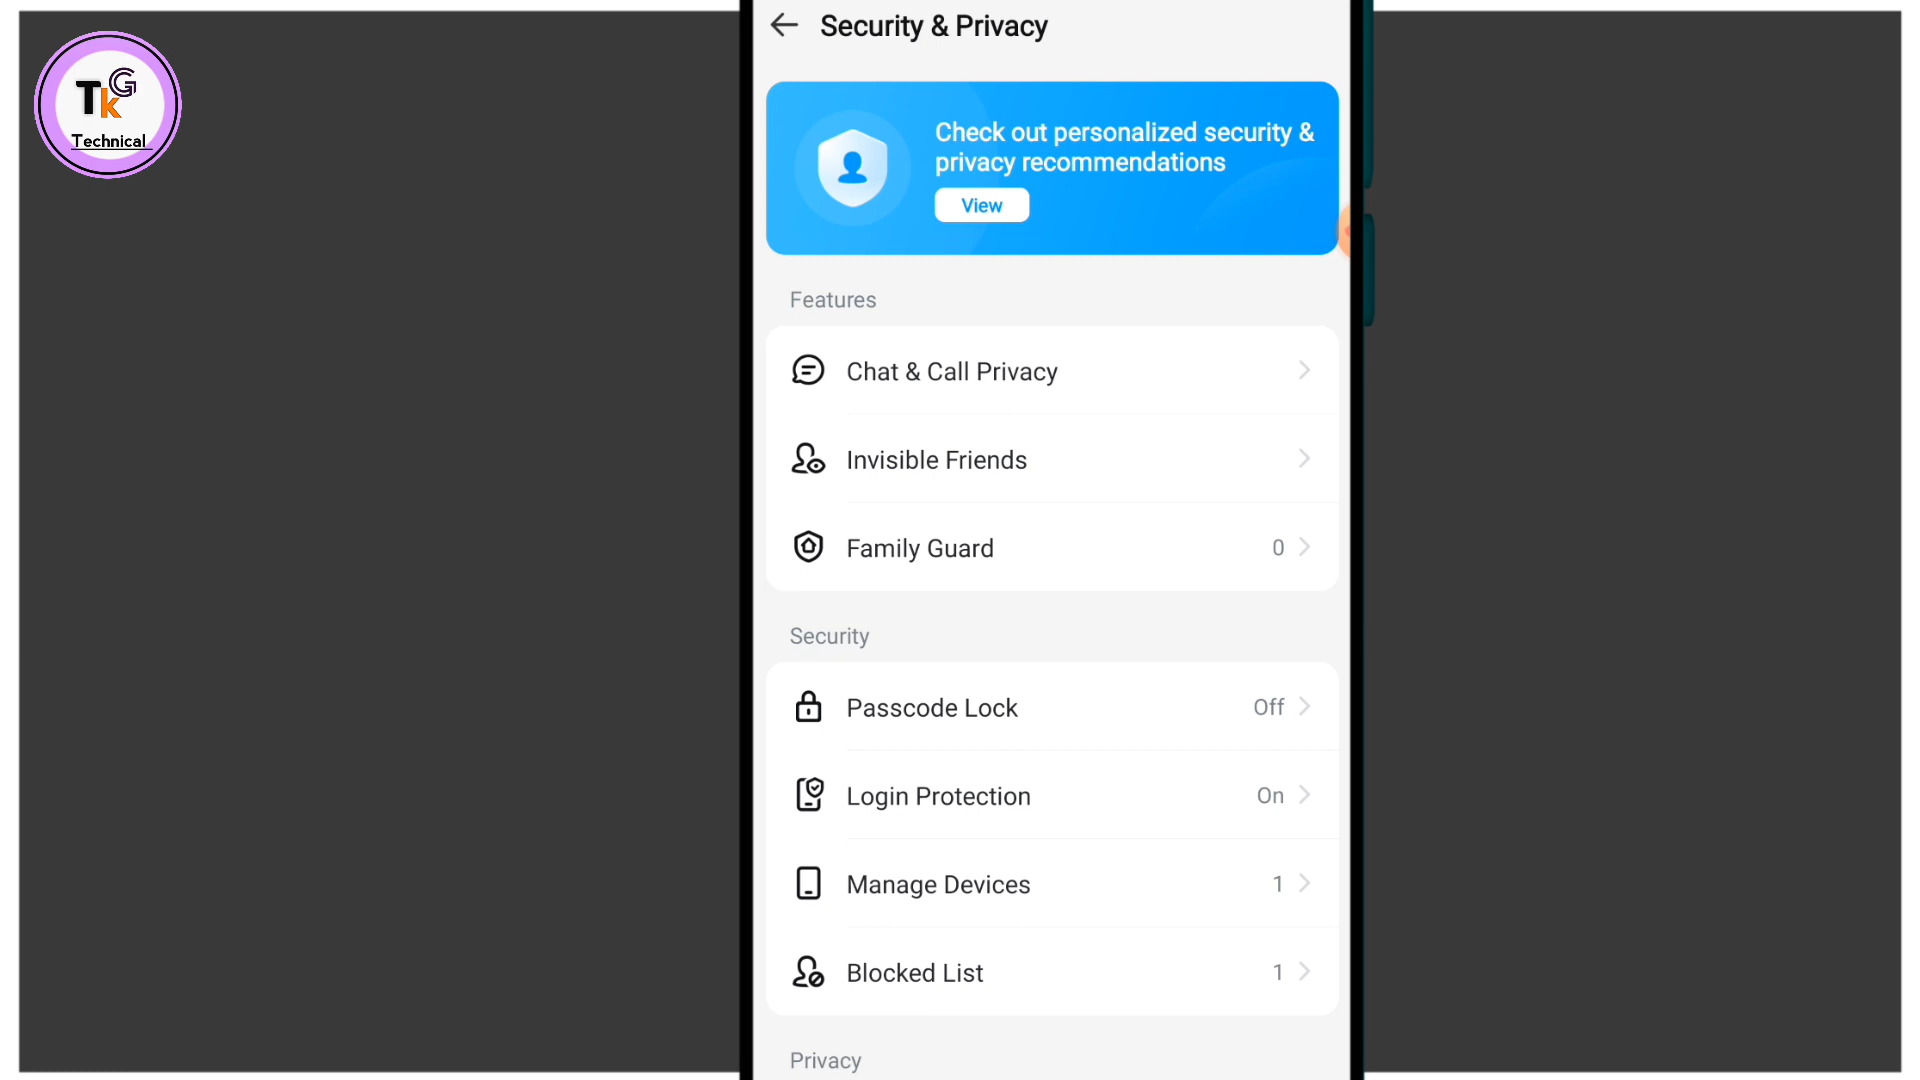 TkG
Technical
Security & Privacy
Check out personalized security &
privacy recommendations
View
Features
Chat & Call Privacy
Invisible Friends
Family Guard 0
Security
Passcode Lock Off
Login Protection On
Manage Devices 1
Blocked List 1
Privacy